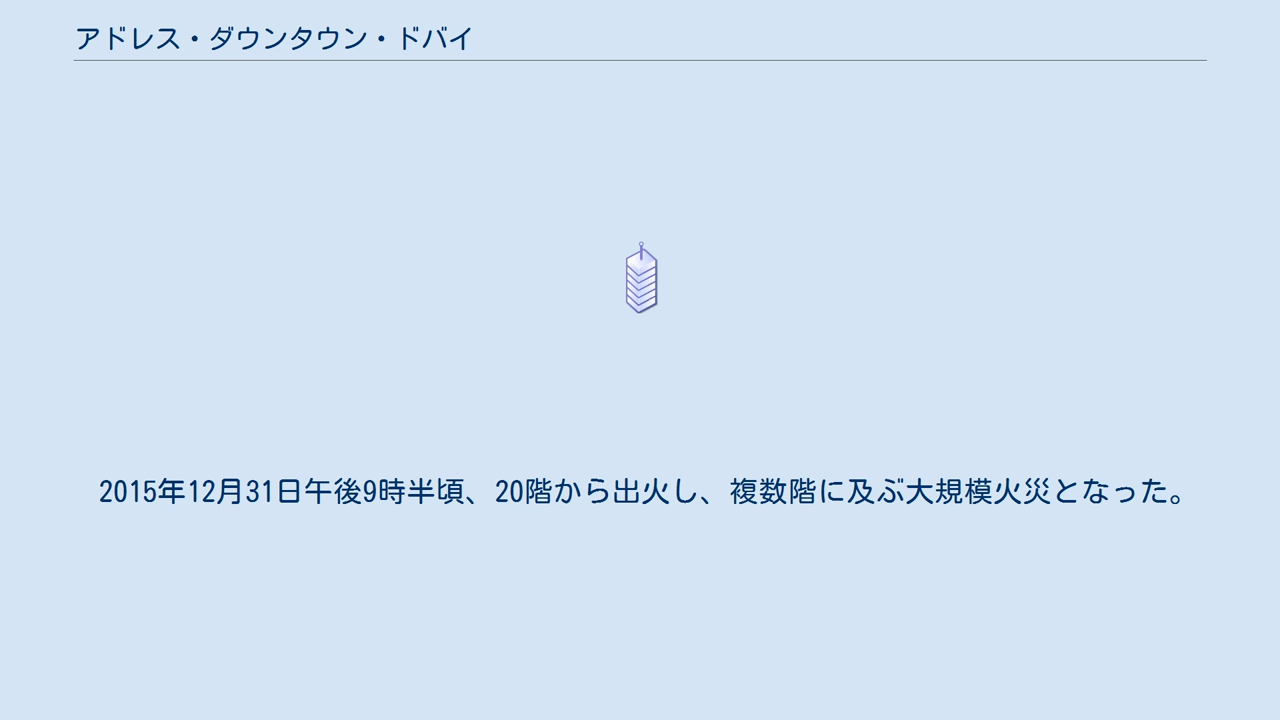 アドレス・ダウンタウン・ドバイ
2015年12月31日午後9時半頃、20階から出火し、複数階に及ぶ大規模火災となった。